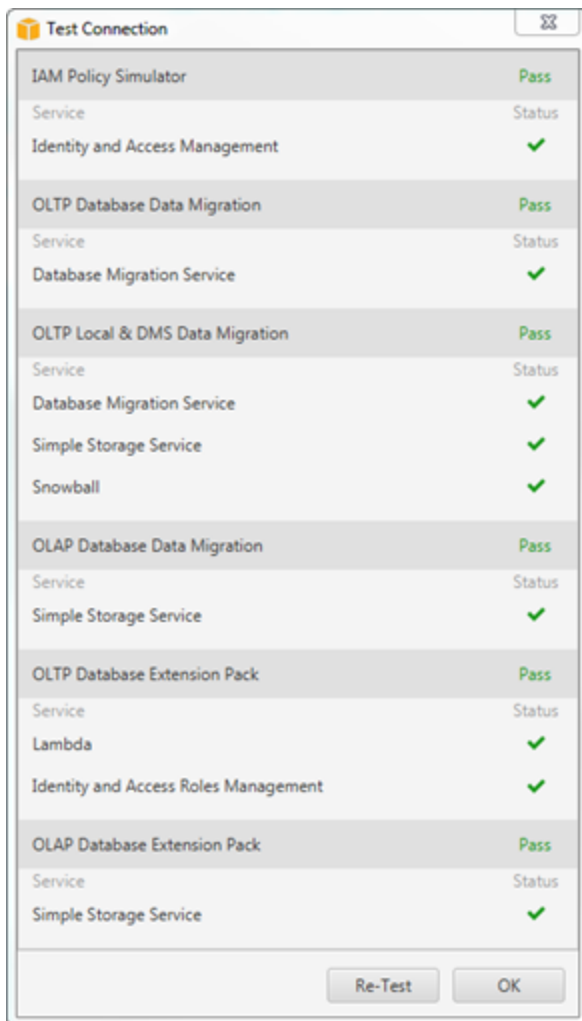 Test Connection
IAM Policy Simulator Pass
Service Status
Identity and Access Management
OLTP Database Data Migration Pass
Service Status
Database Migration Service
OLTP Local & DMS Data Migration Pass
Service Status
Database Migration Service
Simple Storage Service
Snowball
OLAP Database Data Migration Pass
Service Status
Simple Storage Service
OLTP Database Extension Pack Pass
Service Status
Lambda
Identity and Access Roles Management
OLAP Database Extension Pack Pass
Service Status
Simple Storage Service
Re-Test OK